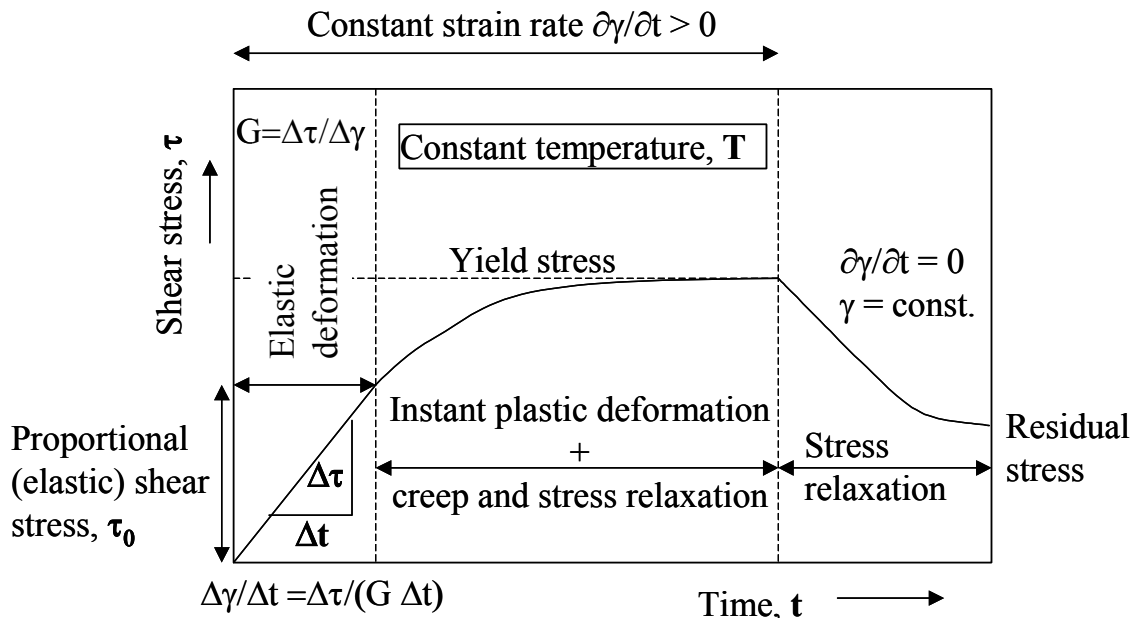 Constant strain rate ∂γ/∂t > 0
G=Δτ/Δγ
Constant temperature, T
Shear stress, τ
Elastic
deformation
Yield stress
∂γ/∂t = 0
γ = const.
Proportional
(elastic) shear
stress, τ₀
Δτ
Δt
Instant plastic deformation
+
creep and stress relaxation
Stress
relaxation
Residual
stress
Δγ/Δt =Δτ/(G Δt)
Time, t